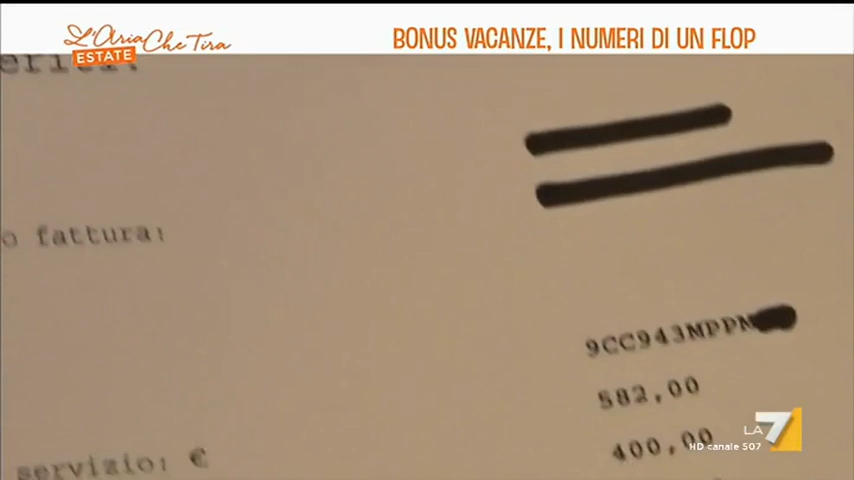 L'Aria Che Tira
ESTATE
BONUS VACANZE, I NUMERI DI UN FLOP
o fattura:
9CC943MPPN
582,00
servizio: €
400,00
LA7
HD canale 507